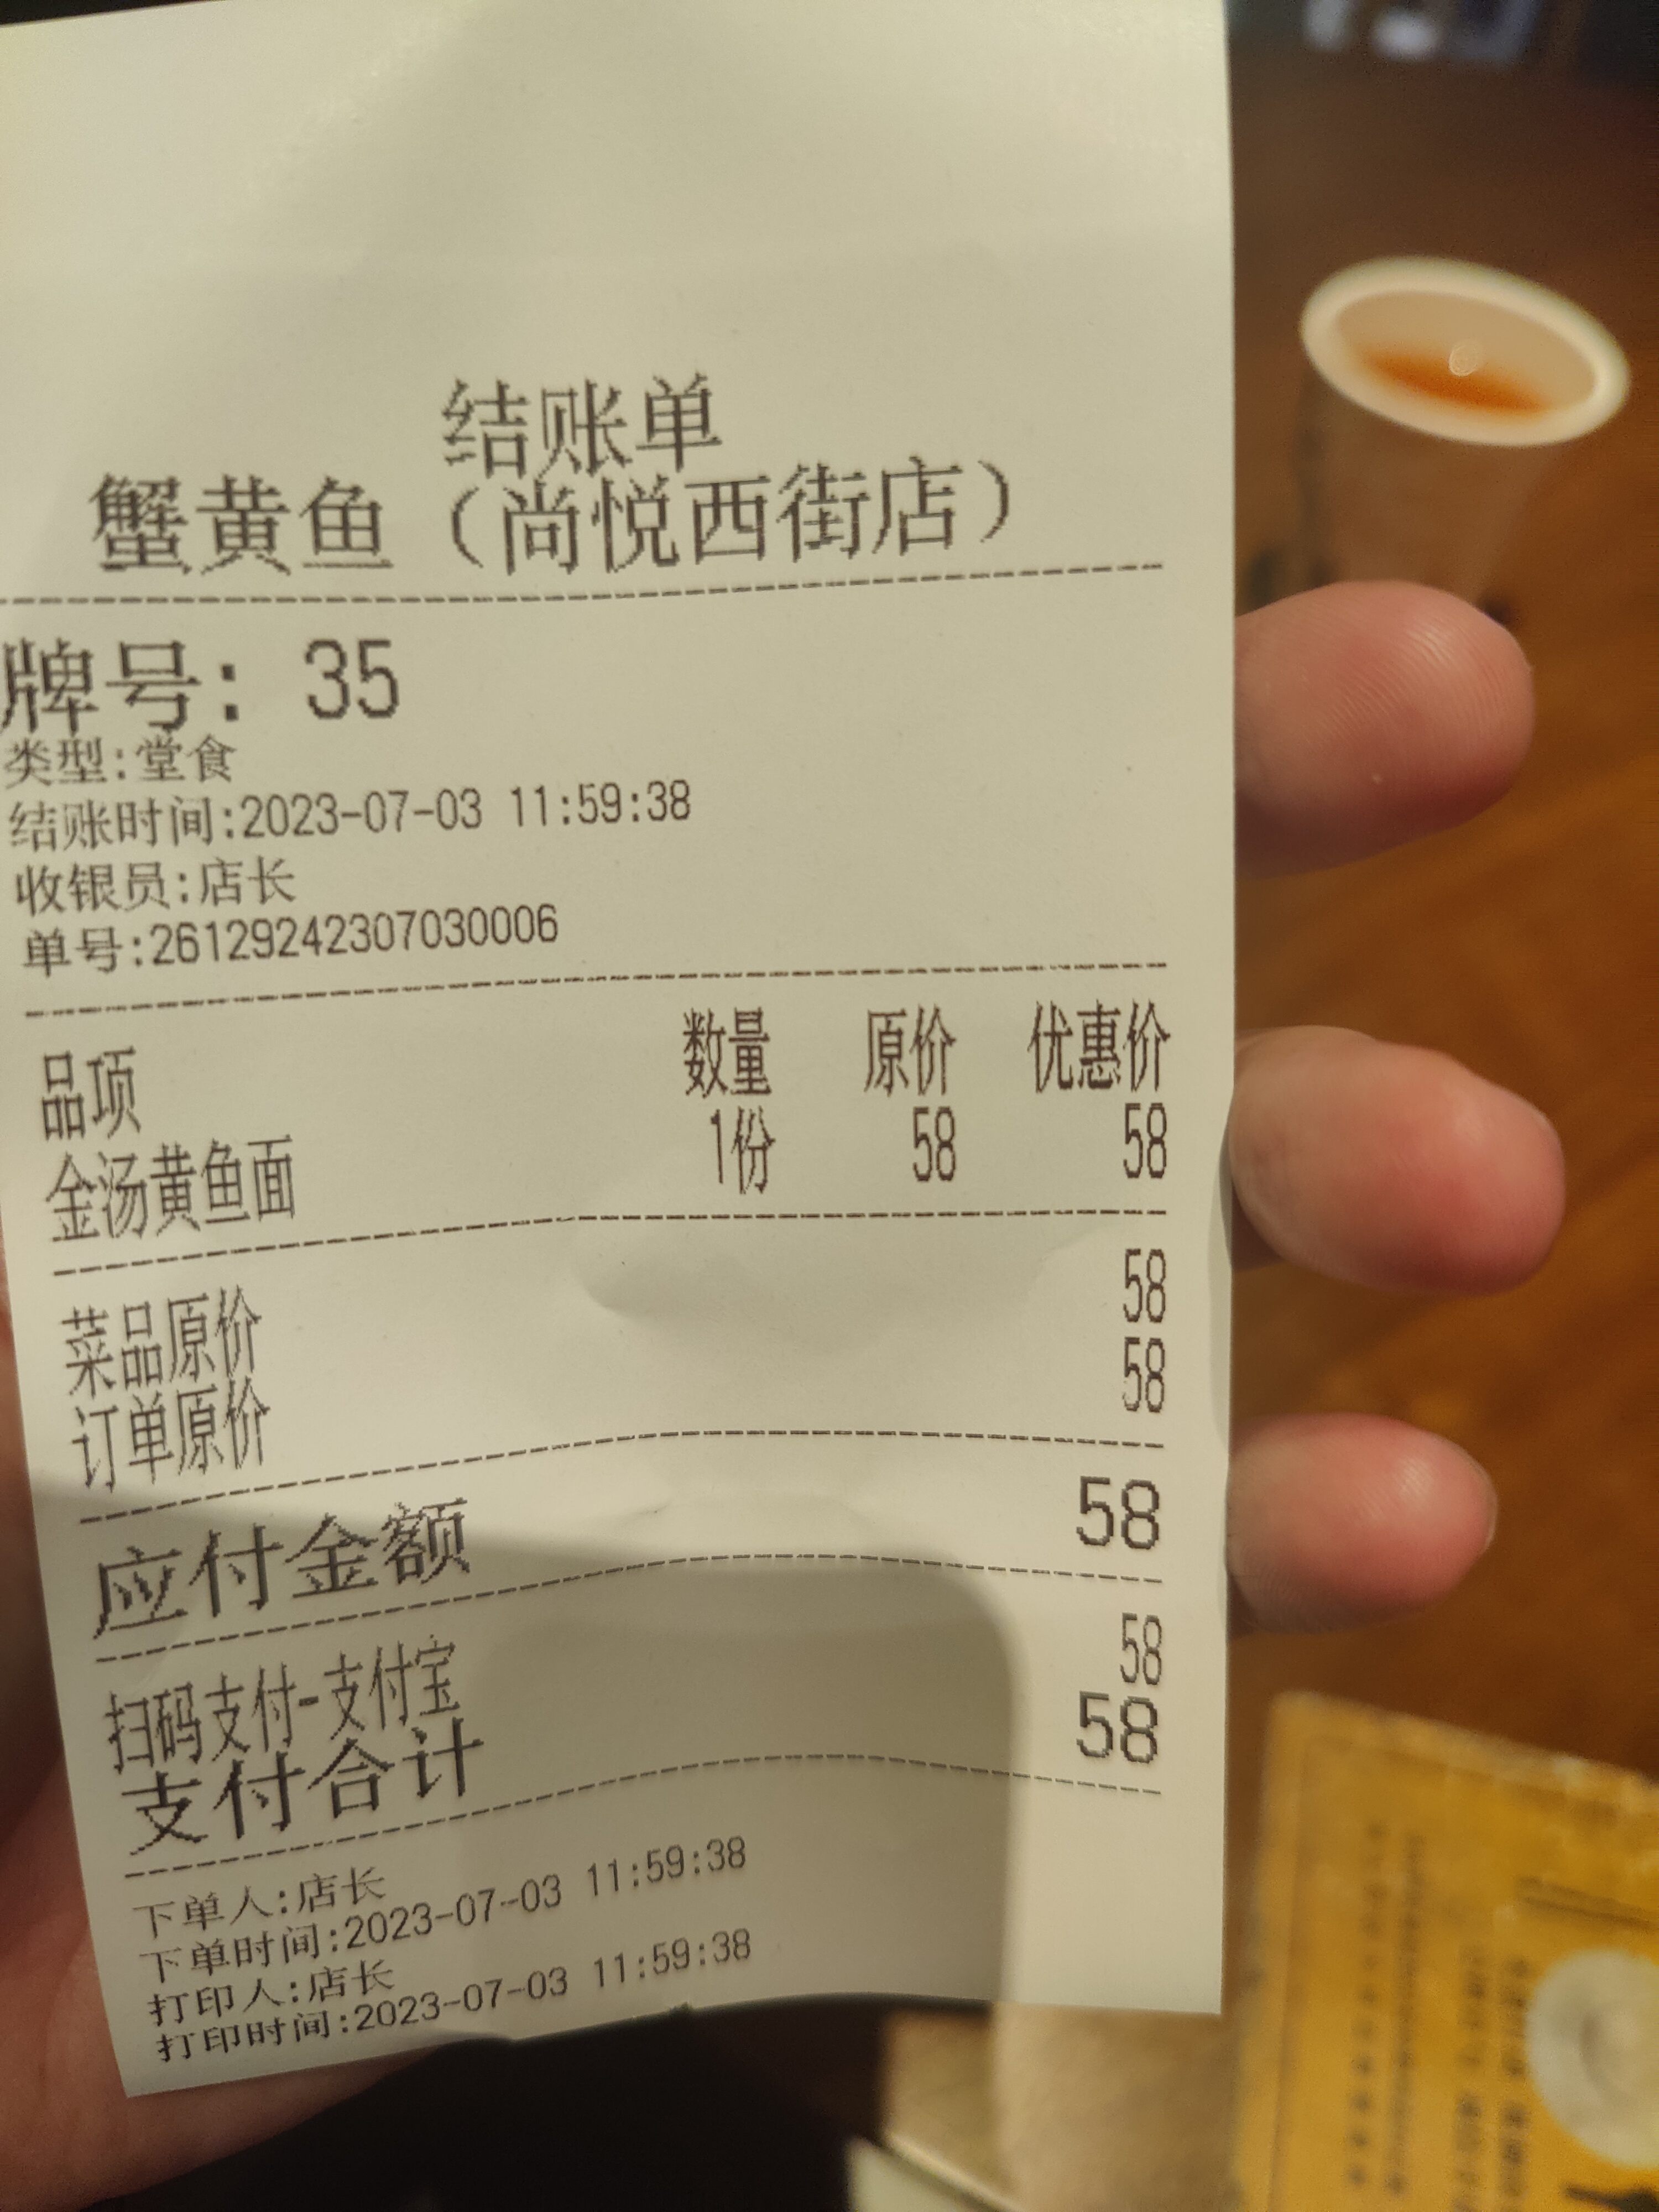 结账单
蟹黄鱼（尚悦西街店）
牌号：35
类型:堂食
结账时间:2023-07-03 11:59:38
收银员:店长
单号:26129242307030006
品项 数量 原价 优惠价
金汤黄鱼面 1份 58 58
菜品原价 58
订单原价 58
应付金额 58
扫码支付-支付宝 58
支付合计 58
下单人:店长
下单时间:2023-07-03 11:59:38
打印人:店长
打印时间:2023-07-03 11:59:38